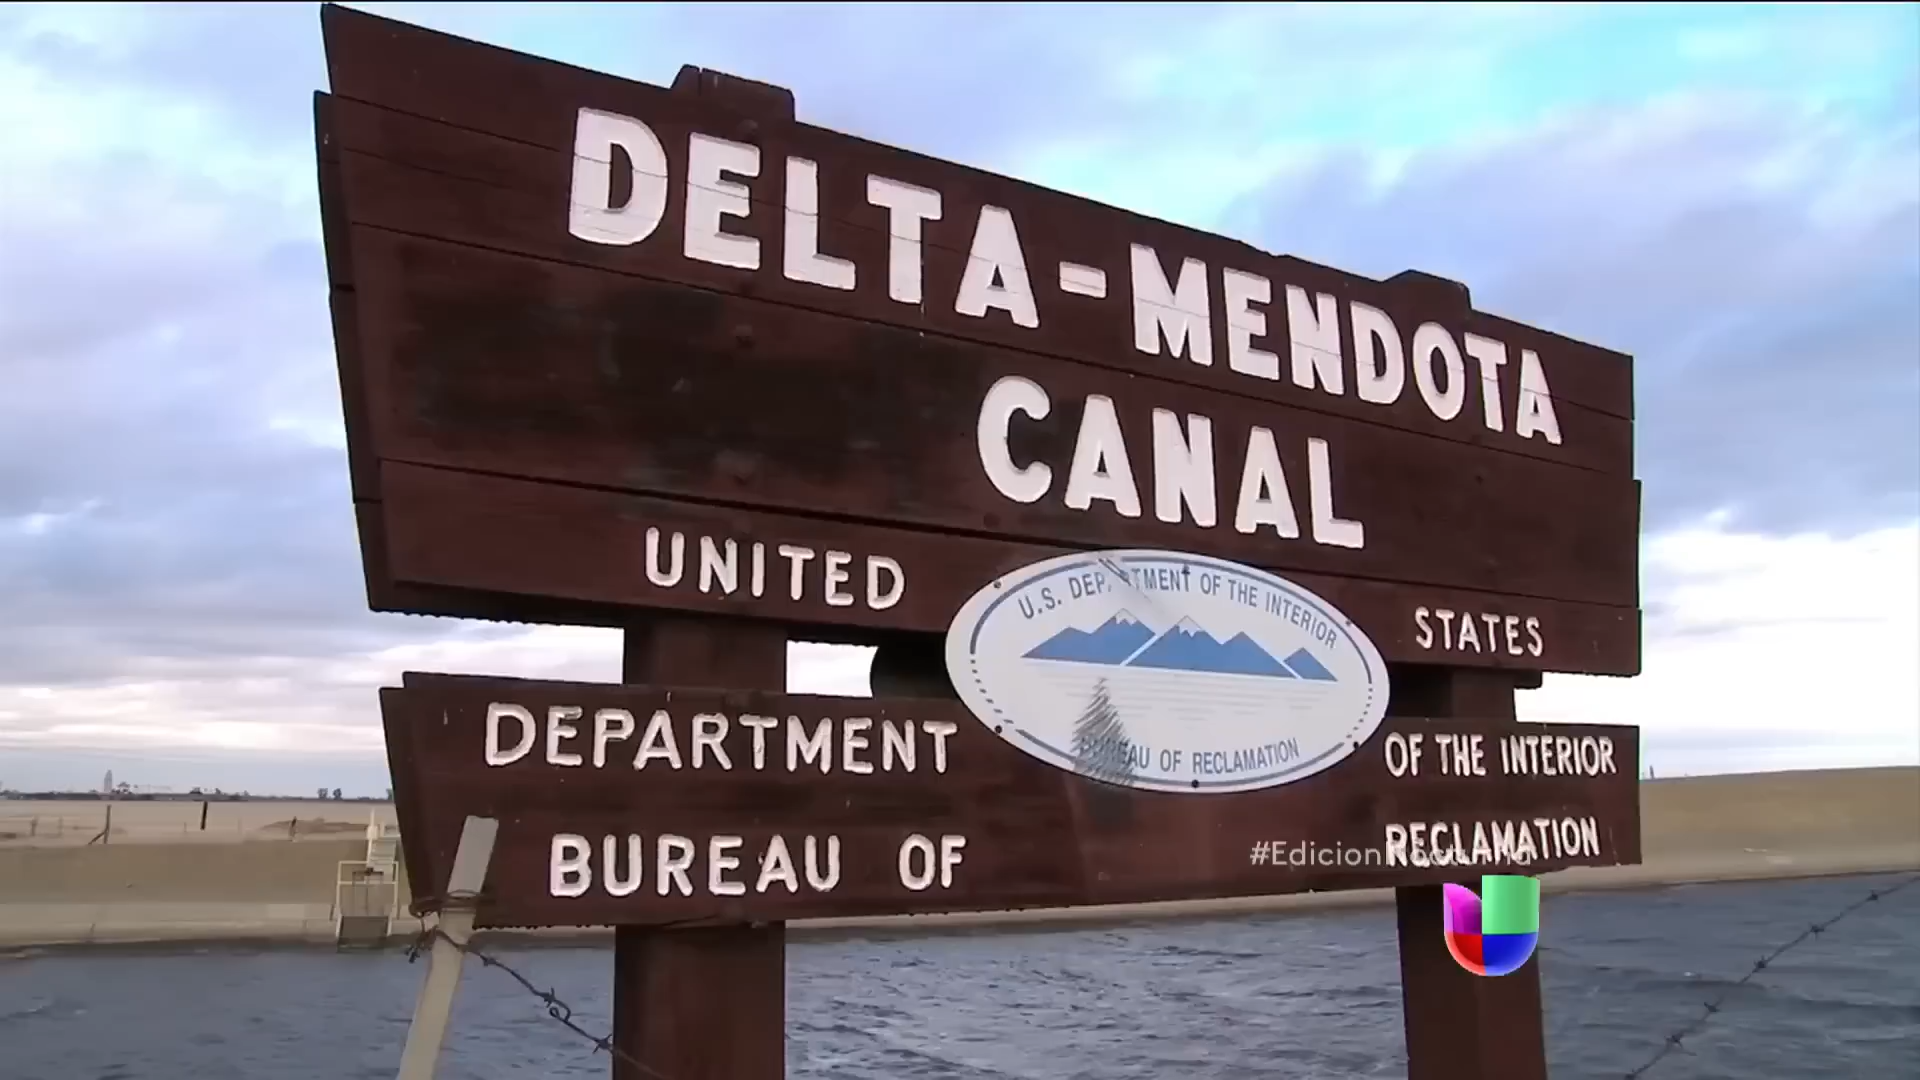 DELTA-MENDOTA
CANAL
UNITED STATES
U.S. DEPARTMENT OF THE INTERIOR
BUREAU OF RECLAMATION
DEPARTMENT OF THE INTERIOR
BUREAU OF RECLAMATION
#EdicionNocturna